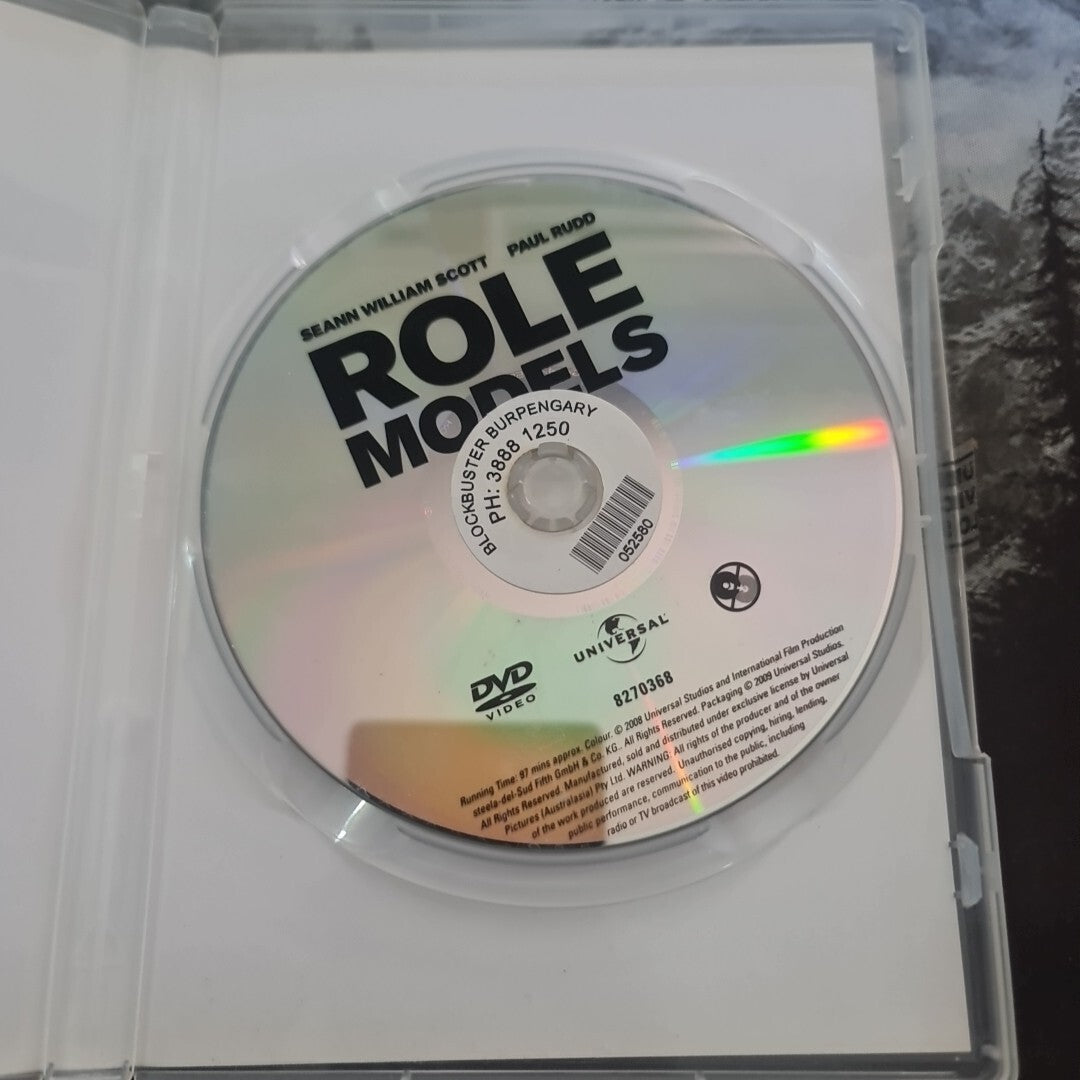 SEANN WILLIAM SCOTT PAUL RUDD
ROLE
MODELS
BLOCKBUSTER BURPENGARY
PH: 3888 1250
052580
UNIVERSAL
DVD
VIDEO
8270368
Running Time: 97 mins approx. Colour. © 2008 Universal Studios and International Film Production
steela-del-Sud Fifth GmbH & Co. KG.. All Rights Reserved. Packaging © 2009 Universal Studios.
All Rights Reserved. Manufactured, sold and distributed under exclusive license by Universal
Pictures (Australasia) Pty Ltd. WARNING: All rights of the producer and of the owner
of the work produced are reserved. Unauthorised copying, hiring, lending,
public performance, communication to the public, including
radio or TV broadcast of this video prohibited.